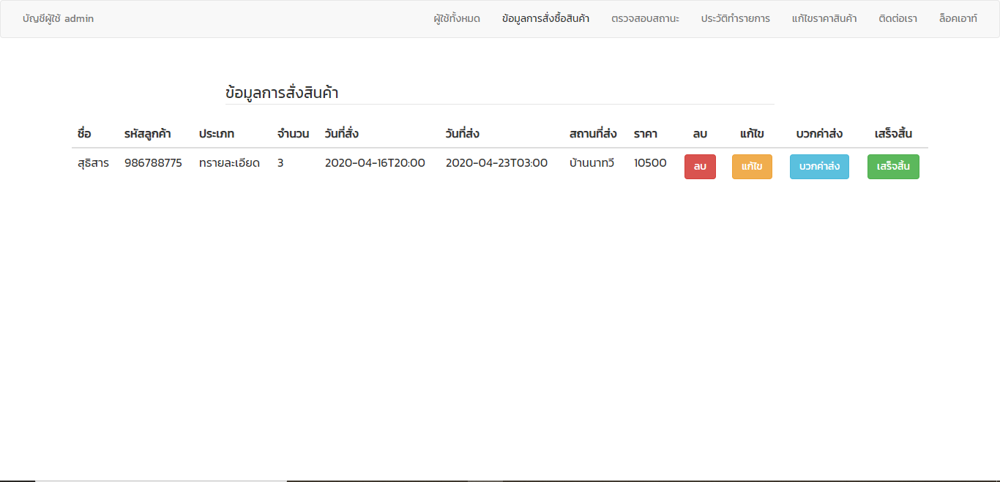 บัญชีผู้ใช้ admin ผู้ใช้ทั้งหมด ข้อมูลการสั่งซื้อสินค้า ตรวจสอบสถานะ ประวัติทำรายการ แก้ไขราคาสินค้า ติดต่อเรา ล็อคเอาท์
ข้อมูลการสั่งสินค้า
ชื่อ รหัสลูกค้า ประเภท จำนวน วันที่สั่ง วันที่ส่ง สถานที่ส่ง ราคา ลบ แก้ไข บวกค่าส่ง เสร็จสิ้น
สุธิสาร 986788775 ทรายละเอียด 3 2020-04-16T20:00 2020-04-23T03:00 บ้านนาทวี 10500 ลบ แก้ไข บวกค่าส่ง เสร็จสิ้น